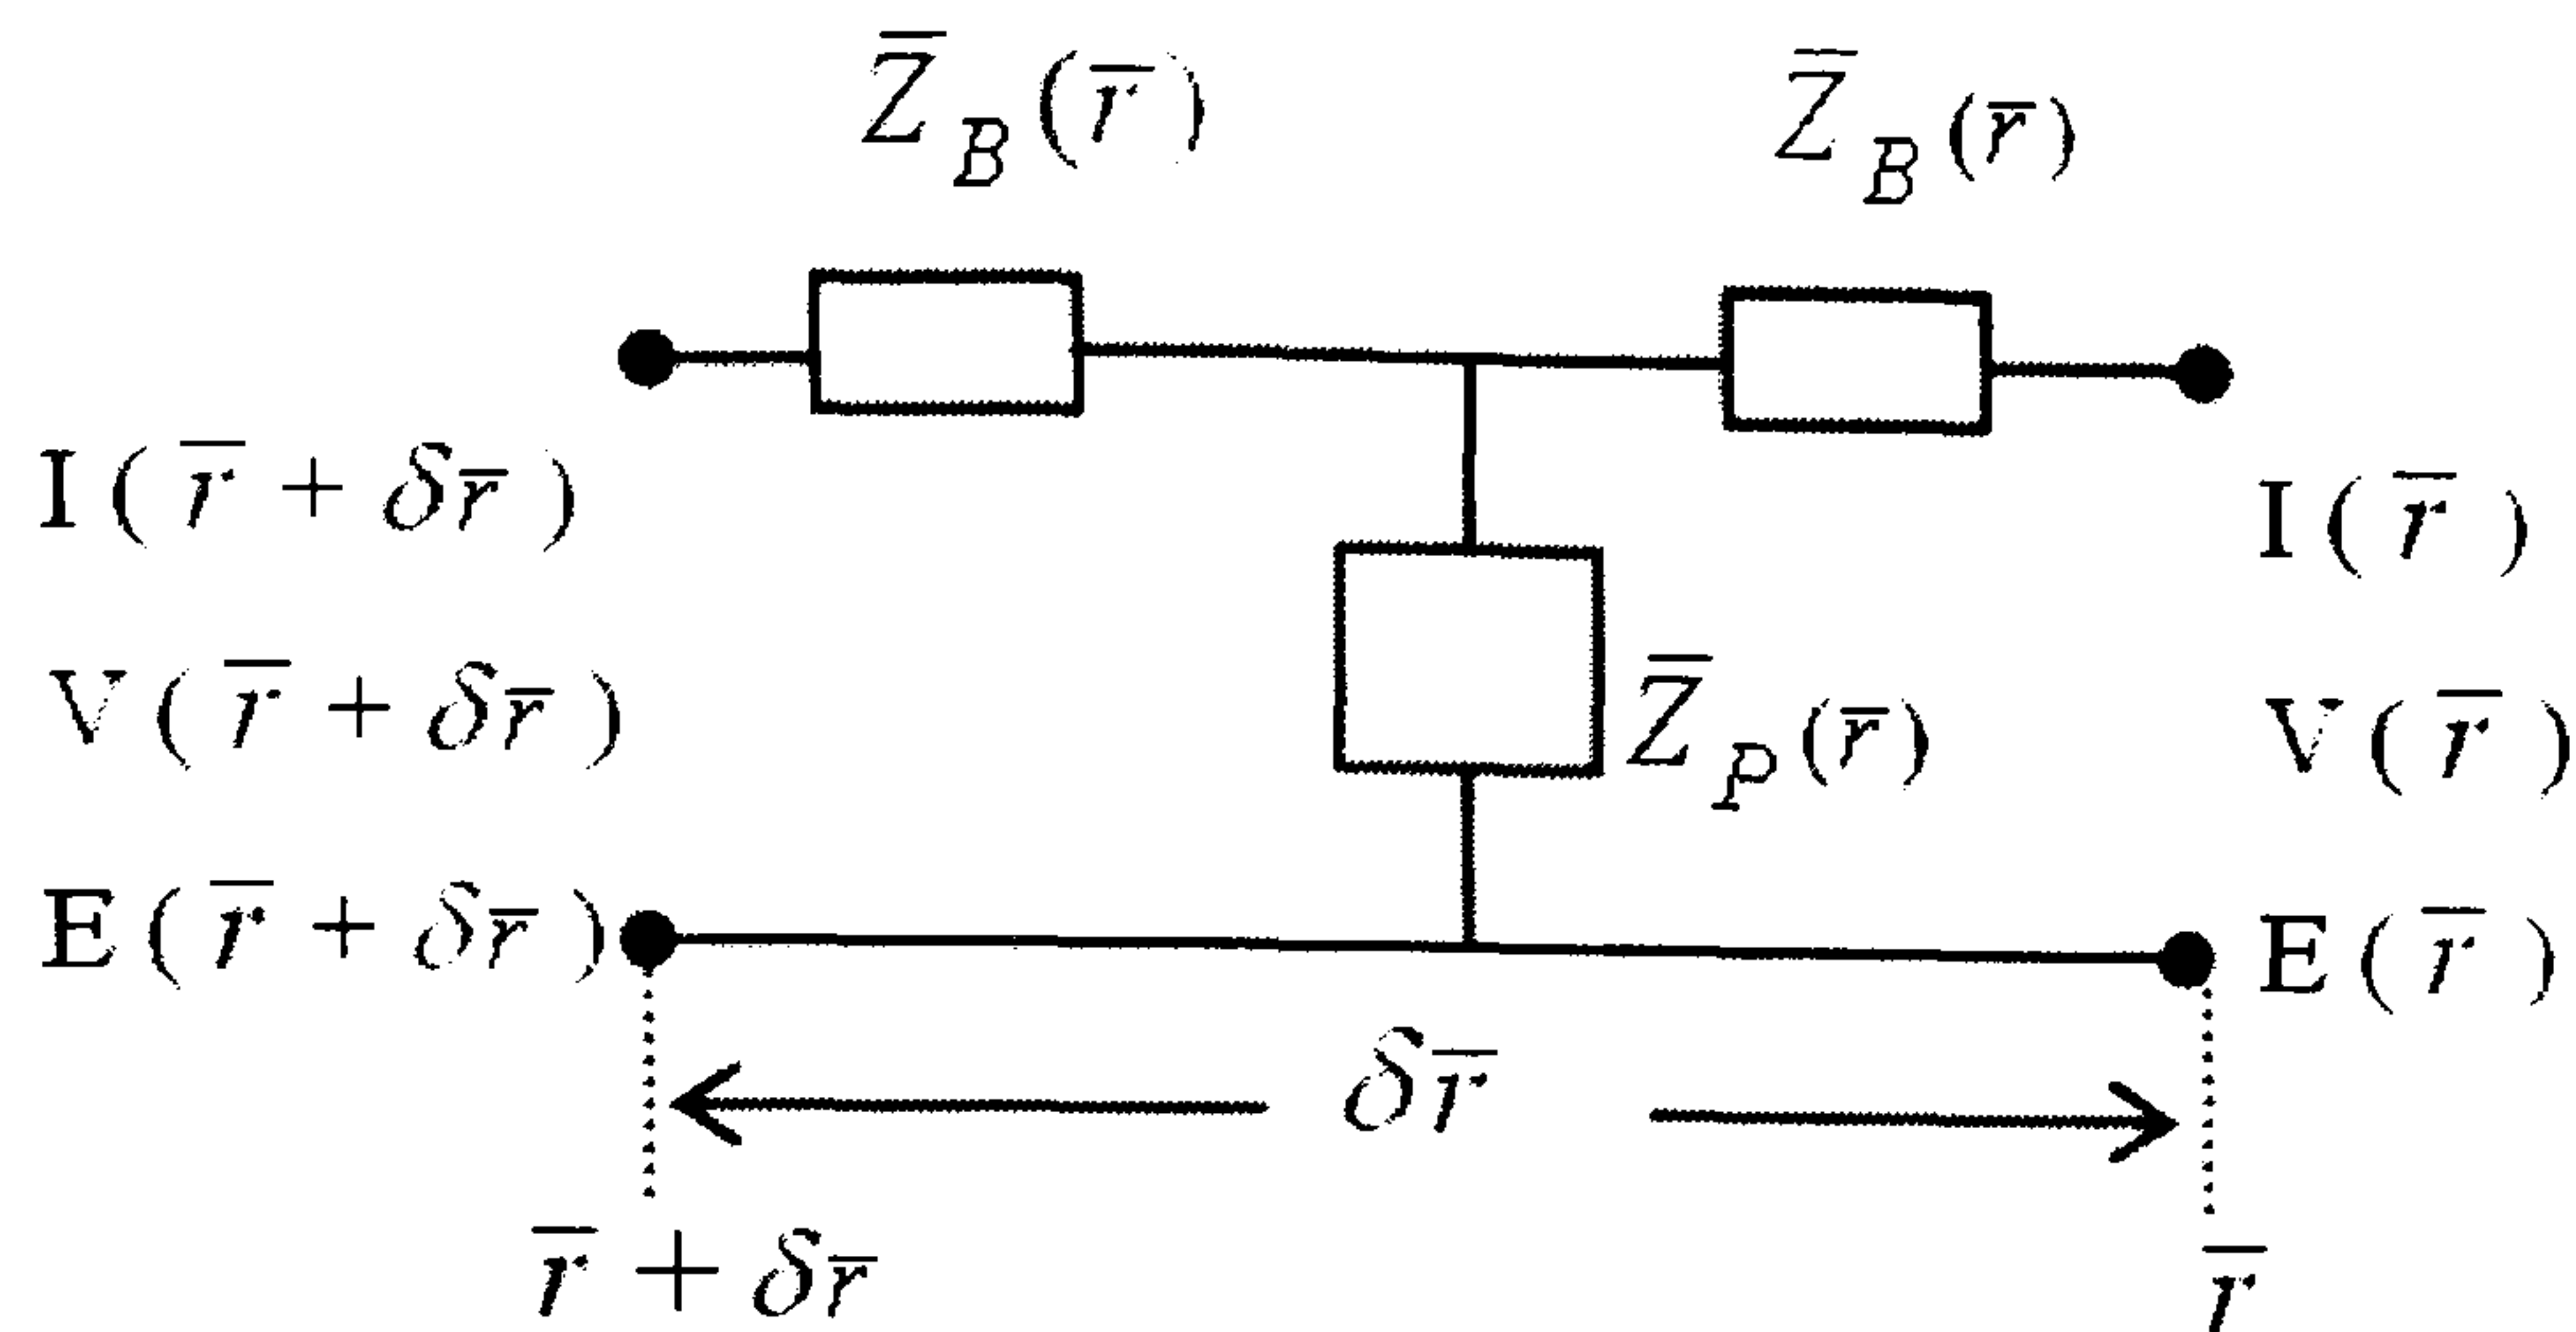 Z̅_B(r̅) Z̅_B(r̅)
I(r̅ + δr̅) I(r̅)
V(r̅ + δr̅) Z̅_P(r̅) V(r̅)
E(r̅ + δr̅) E(r̅)
δr̅
r̅ + δr̅ r̅